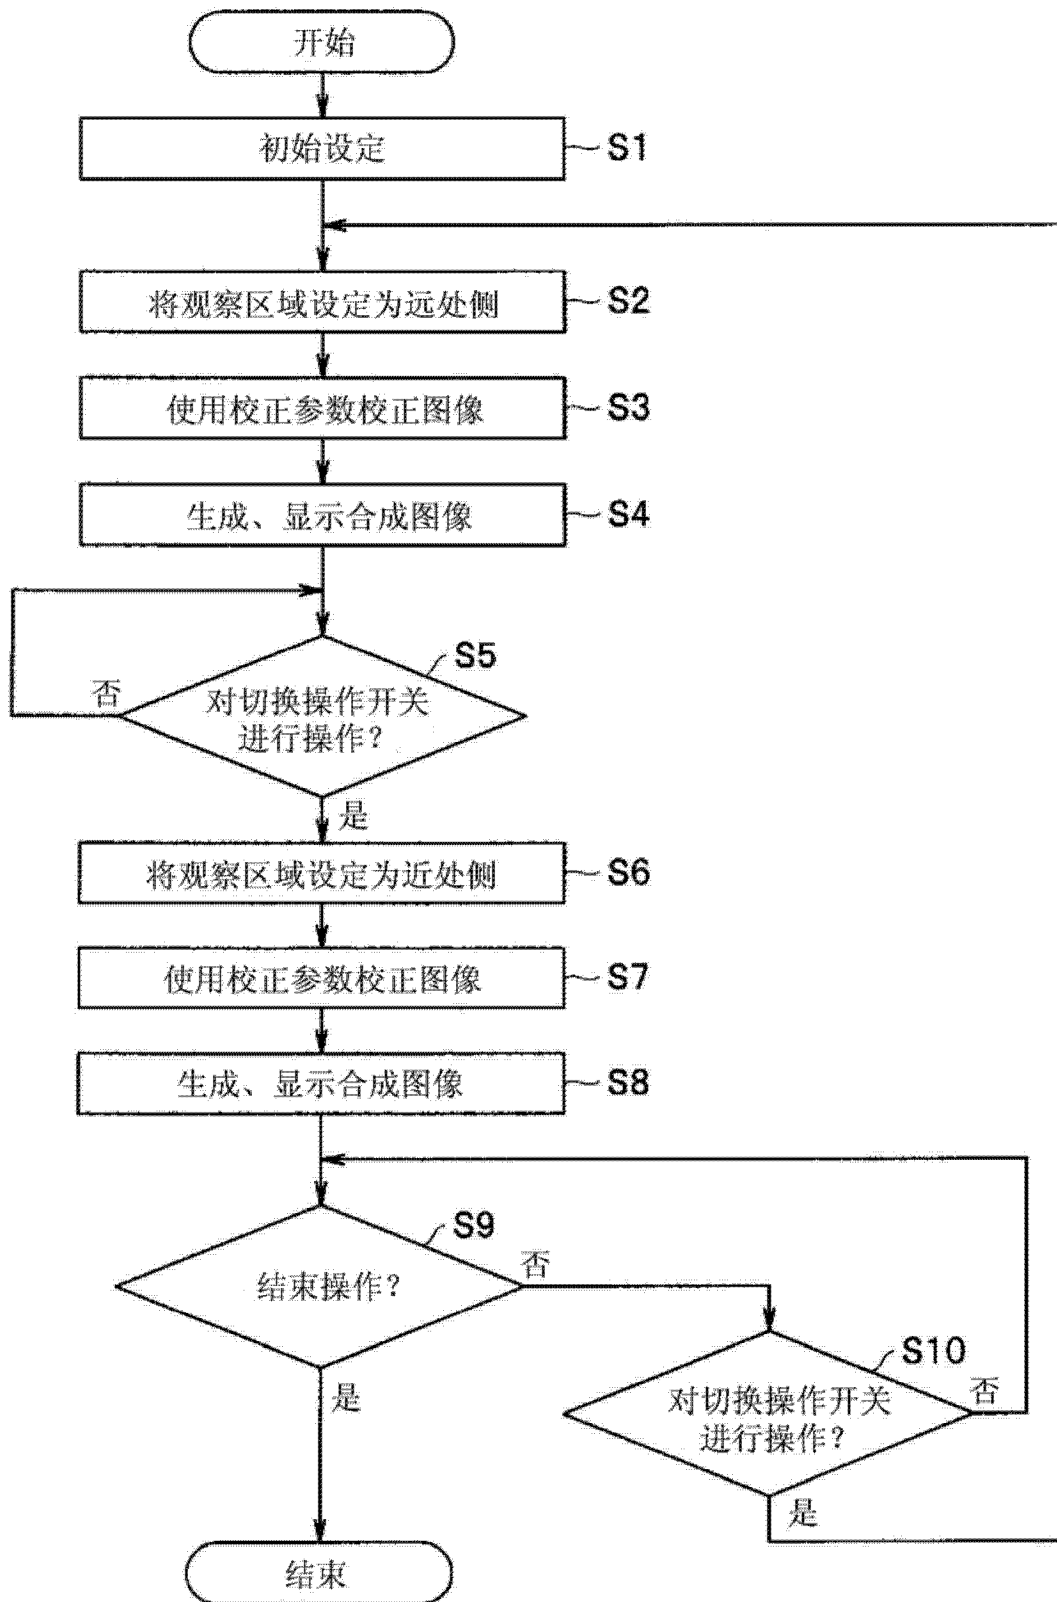 开始
初始设定
S1
将观察区域设定为远处侧
S2
使用校正参数校正图像
S3
生成、显示合成图像
S4
S5
否
对切换操作开关
进行操作?
是
将观察区域设定为近处侧
S6
使用校正参数校正图像
S7
生成、显示合成图像
S8
S9
结束操作?
否
是
S10
对切换操作开关
进行操作?
否
是
结束